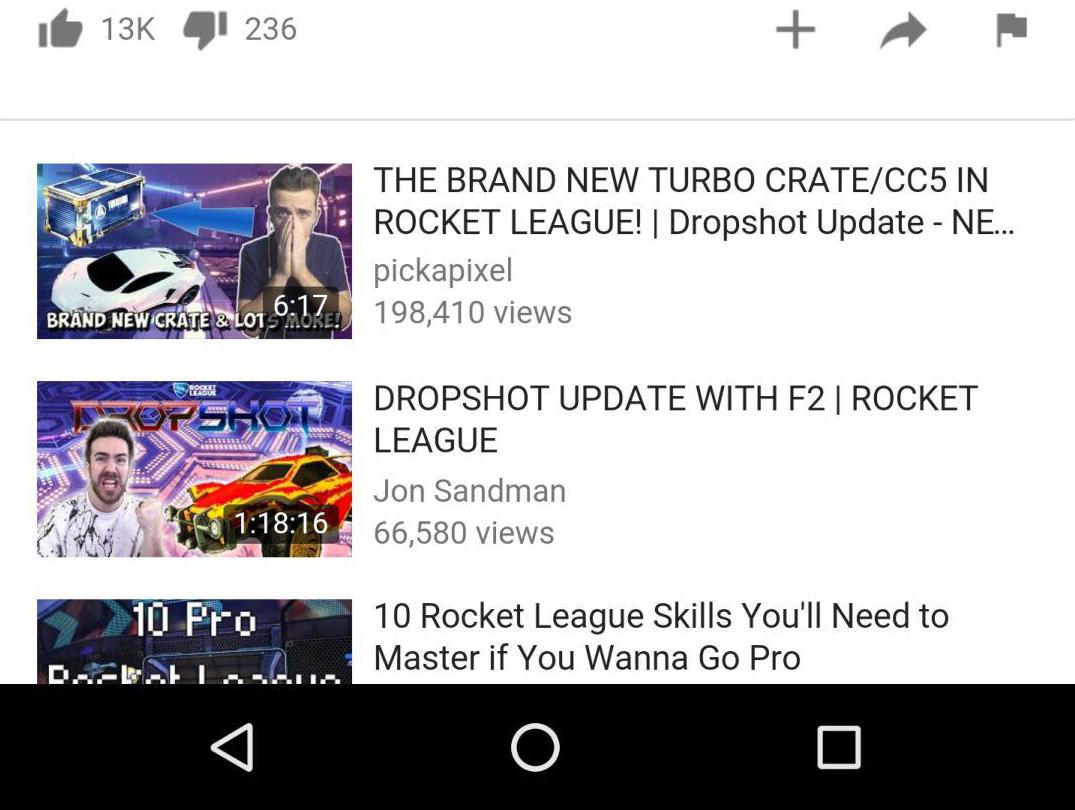 13K 236
THE BRAND NEW TURBO CRATE/CC5 IN
ROCKET LEAGUE! | Dropshot Update - NE...
pickapixel
198,410 views
6:17
BRAND NEW CRATE & LOTS MORE!
DROPSHOT UPDATE WITH F2 | ROCKET
LEAGUE
Jon Sandman
66,580 views
ROCKET
LEAGUE
DROPSHOT
1:18:16
10 Rocket League Skills You'll Need to
Master if You Wanna Go Pro
10 Pro
Rocket League